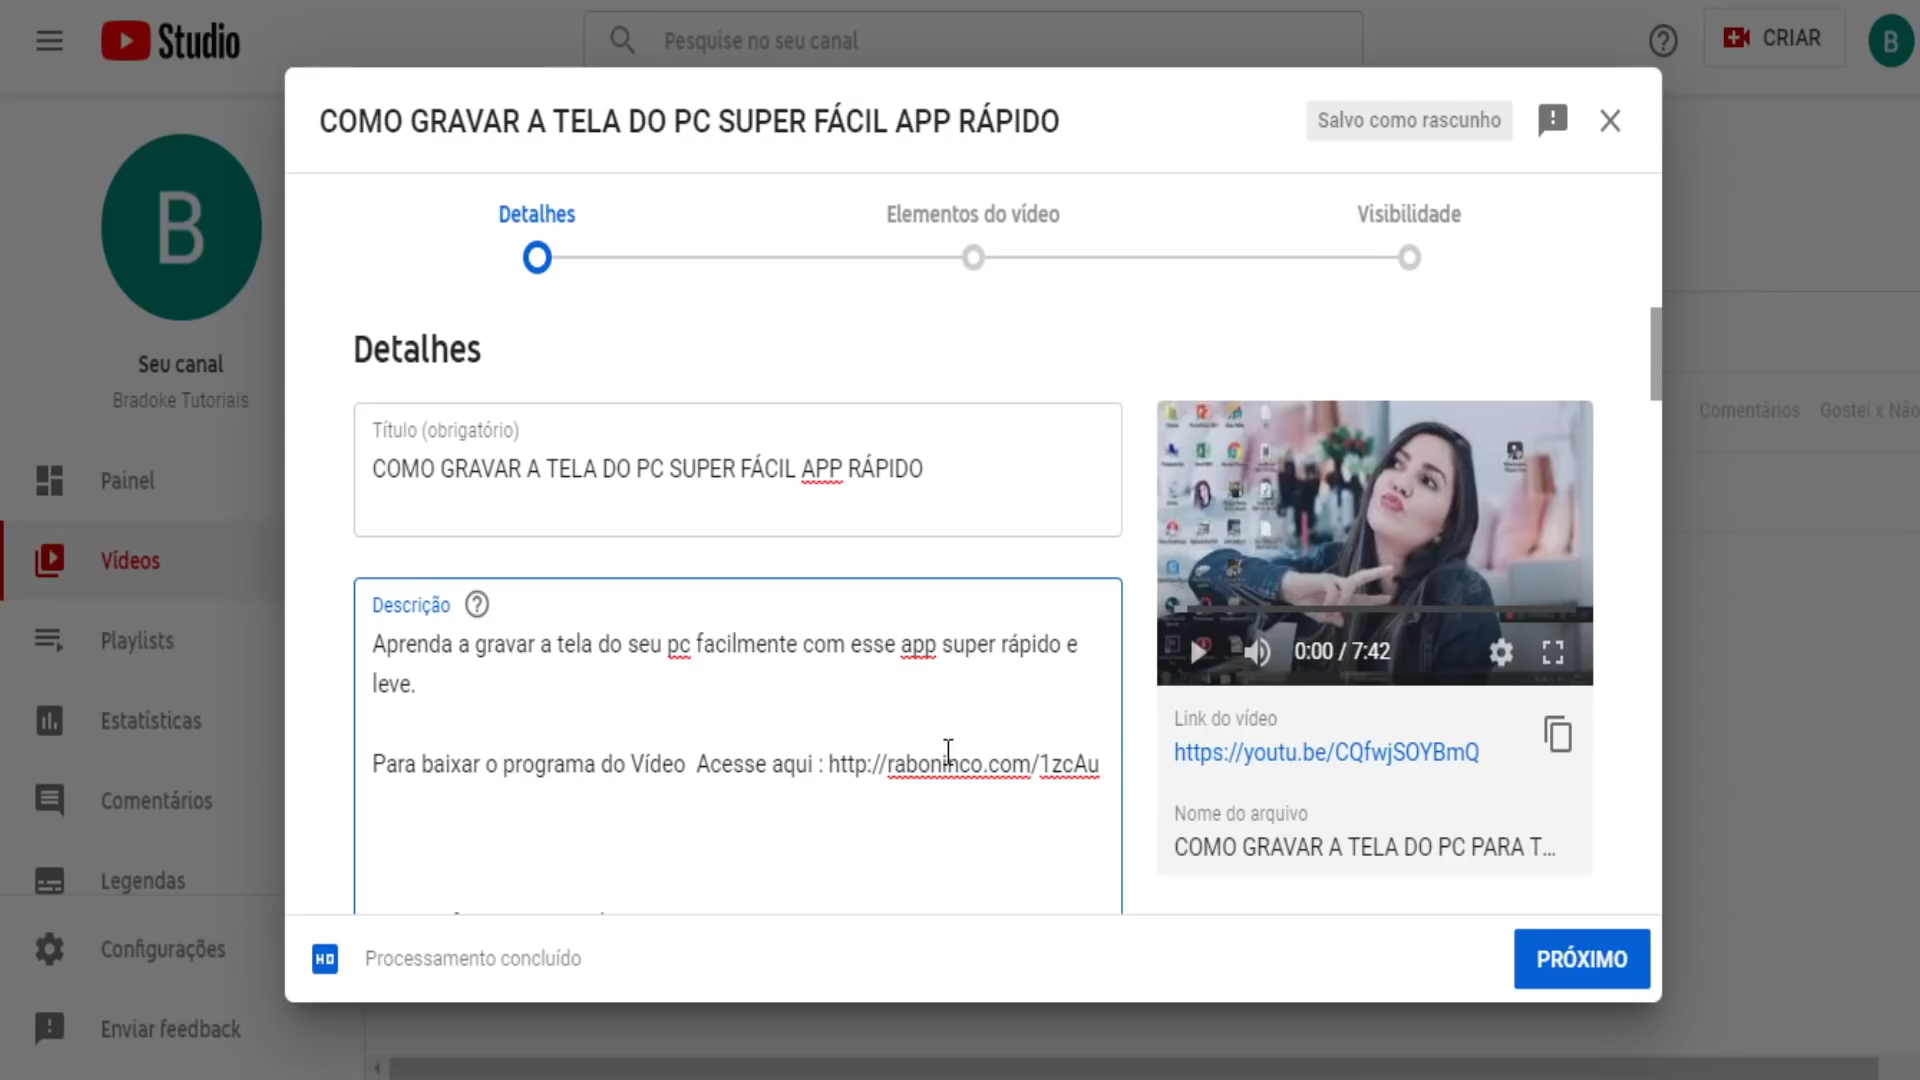 Studio
Pesquise no seu canal
CRIAR
B
COMO GRAVAR A TELA DO PC SUPER FÁCIL APP RÁPIDO
Salvo como rascunho
B
Seu canal
Bradoke Tutoriais
Painel
Vídeos
Playlists
Estatísticas
Comentários
Legendas
Configurações
Enviar feedback
Detalhes
Elementos do vídeo
Visibilidade
Detalhes
Título (obrigatório)
COMO GRAVAR A TELA DO PC SUPER FÁCIL APP RÁPIDO
Descrição
Aprenda a gravar a tela do seu pc facilmente com esse app super rápido e
leve.
Para baixar o programa do Vídeo Acesse aqui : http://raboninco.com/1zcAu
0:00 / 7:42
Link do vídeo
https://youtu.be/CQfwjSOYBmQ
Nome do arquivo
COMO GRAVAR A TELA DO PC PARA T...
Comentários Gostei x Não
HD
Processamento concluído
PRÓXIMO